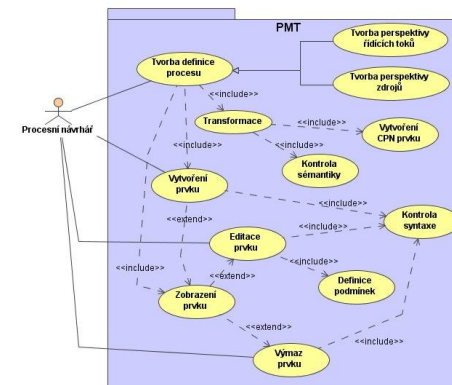 PMT
Tvorba perspektivy
řídících toků
Tvorba definice
procesu
Tvorba perspektivy
zdrojů
<<include>>
Transformace
<<include>>
Vytvoření
CPN prvku
Procesní návrhář
<<include>>
<<include>>
Kontrola
sémantiky
Vytvoření
prvku
<<include>>
Kontrola
syntaxe
<<extend>>
Editace
prvku
<<include>>
<<include>>
<<extend>>
<<include>>
Definice
podmínek
Zobrazení
prvku
<<extend>>
<<include>>
Výmaz
prvku